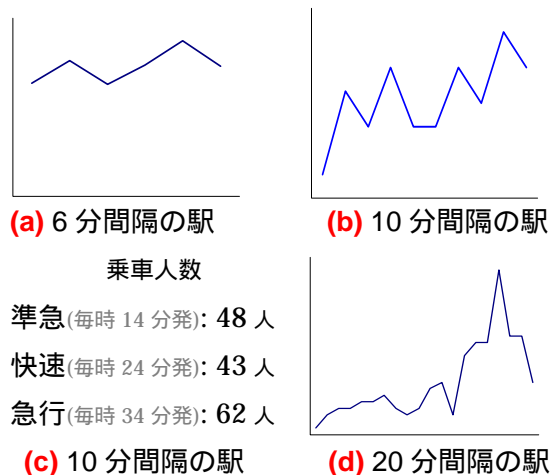 (a) 6 分間隔の駅
(b) 10 分間隔の駅
乗車人数
準急(毎時 14 分発): 48 人
快速(毎時 24 分発): 43 人
急行(毎時 34 分発): 62 人
(c) 10 分間隔の駅
(d) 20 分間隔の駅